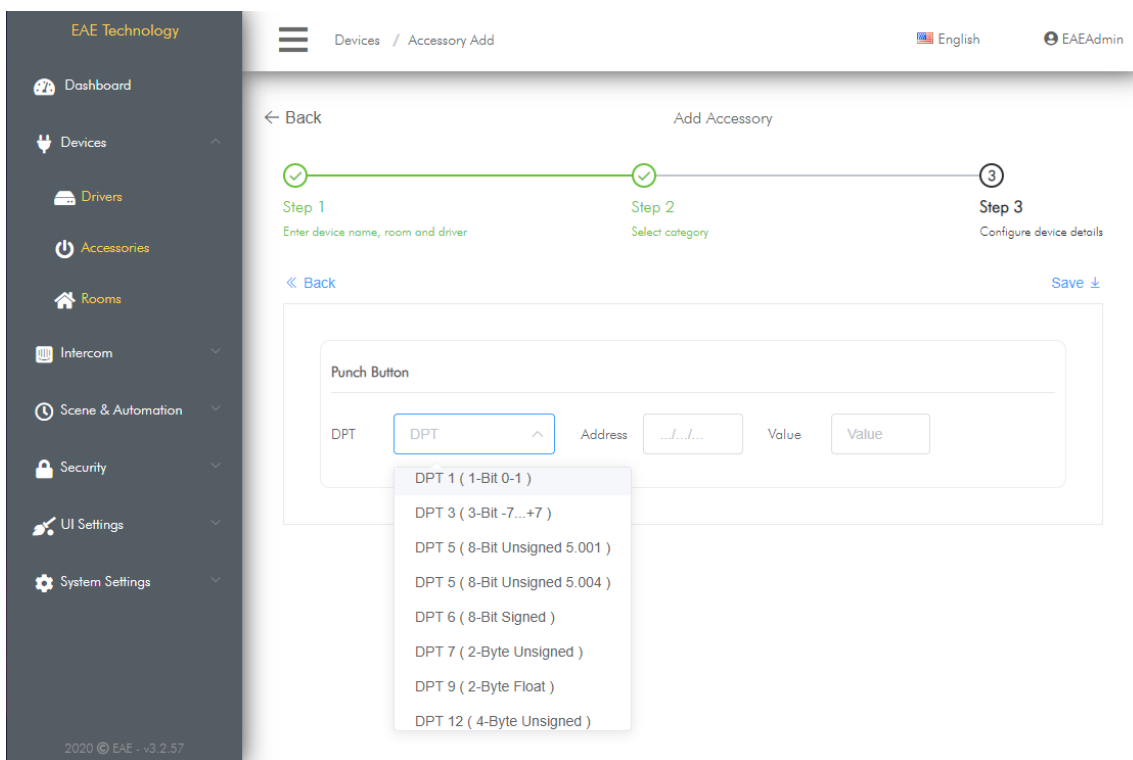 EAE Technology
Devices / Accessory Add
English
EAEAdmin
Dashboard
Devices
Drivers
Accessories
Rooms
Intercom
Scene & Automation
Security
UI Settings
System Settings
2020 © EAE - v3.2.57
← Back
Add Accessory
3
Step 1
Step 2
Step 3
Enter device name, room and driver
Select category
Configure device details
« Back
Save
Punch Button
DPT
DPT
Address
.../.../...
Value
Value
DPT 1 ( 1-Bit 0-1 )
DPT 3 ( 3-Bit -7...+7 )
DPT 5 ( 8-Bit Unsigned 5.001 )
DPT 5 ( 8-Bit Unsigned 5.004 )
DPT 6 ( 8-Bit Signed )
DPT 7 ( 2-Byte Unsigned )
DPT 9 ( 2-Byte Float )
DPT 12 ( 4-Byte Unsigned )